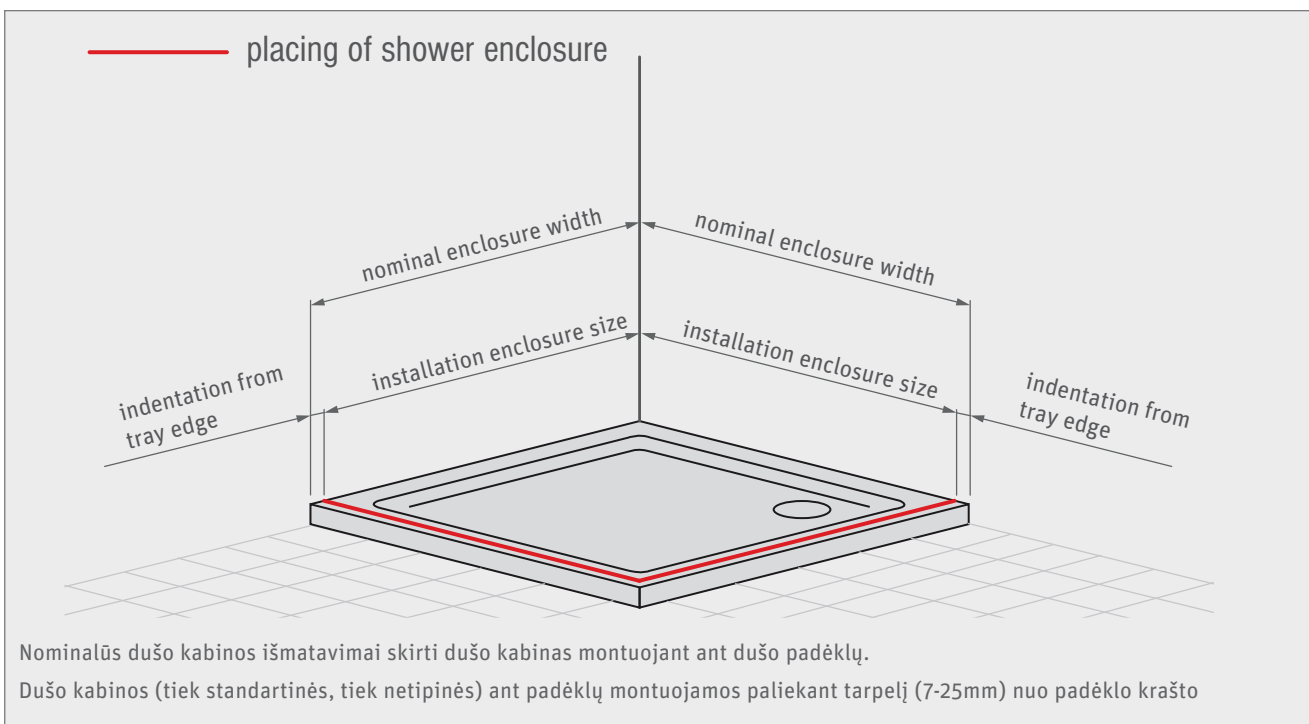 placing of shower enclosure
nominal enclosure width
nominal enclosure width
installation enclosure size
installation enclosure size
indentation from
tray edge
indentation from
tray edge
Nominalūs dušo kabinos išmatavimai skirti dušo kabinas montuojant ant dušo padėklų.
Dušo kabinos (tiek standartinės, tiek netipinės) ant padėklų montuojamos paliekant tarpelį (7-25mm) nuo padėklo krašto